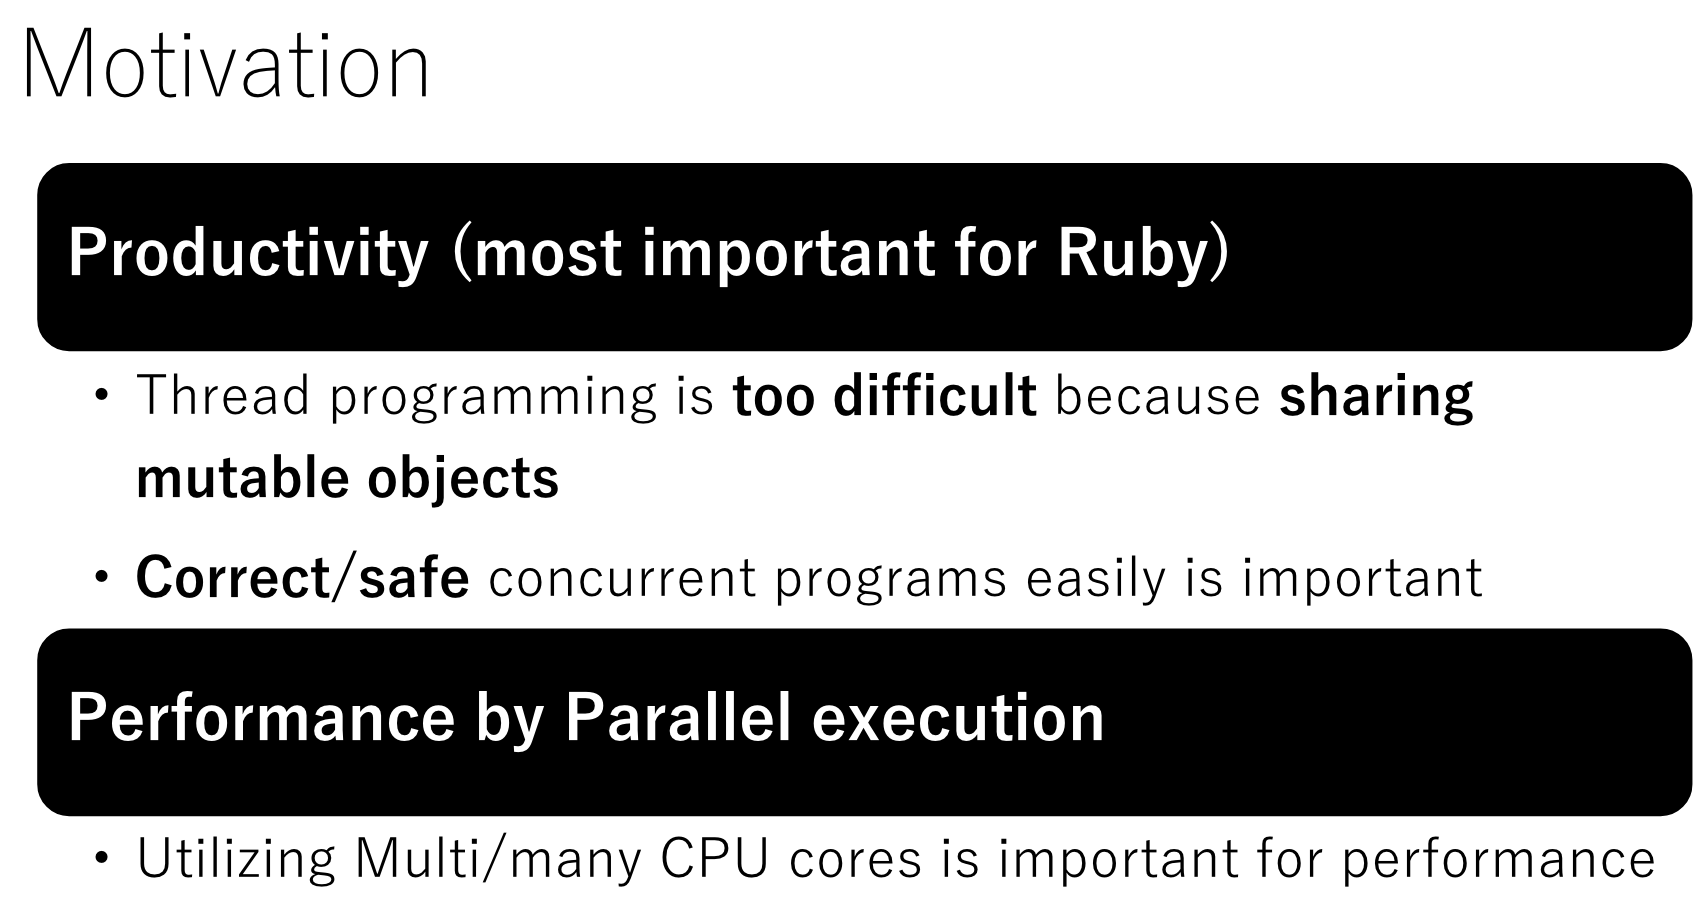 Motivation
Productivity (most important for Ruby)
• Thread programming is too difficult because sharing
mutable objects
• Correct/safe concurrent programs easily is important
Performance by Parallel execution
• Utilizing Multi/many CPU cores is important for performance